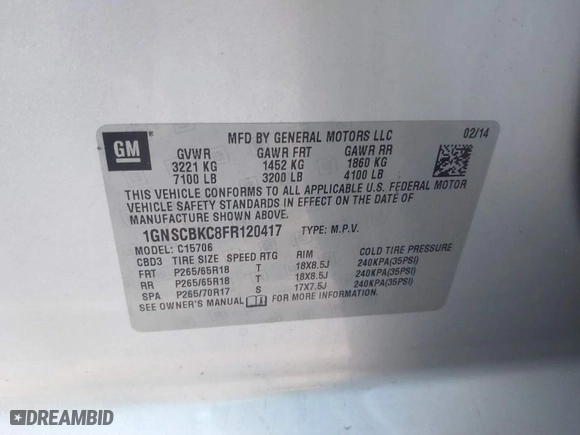 GM
MFD BY GENERAL MOTORS LLC 02/14
GVWR GAWR FRT GAWR RR
3221 KG 1452 KG 1860 KG
7100 LB 3200 LB 4100 LB
THIS VEHICLE CONFORMS TO ALL APPLICABLE U.S. FEDERAL MOTOR
VEHICLE SAFETY STANDARDS IN EFFECT ON THE DATE OF
MANUFACTURE SHOWN ABOVE.
1GNSCBKC8FR120417 TYPE: M.P.V.
MODEL: C15706
CBD3 TIRE SIZE SPEED RTG RIM COLD TIRE PRESSURE
FRT P265/65R18 T 18X8.5J 240KPA(35PSI)
RR P265/65R18 T 18X8.5J 240KPA(35PSI)
SPA P265/70R17 S 17X7.5J 240KPA(35PSI)
SEE OWNER'S MANUAL FOR MORE INFORMATION.
DREAMBID